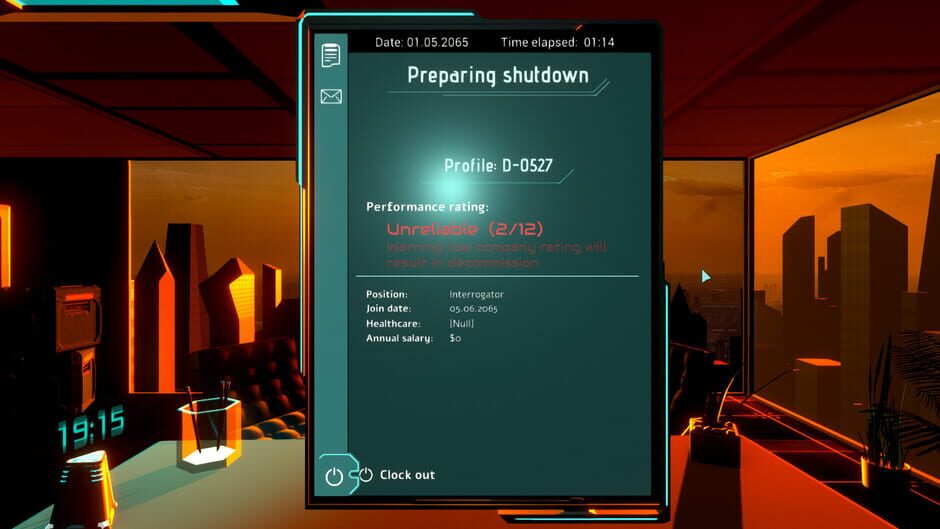 Date: 01.05.2065 Time elapsed: 01:14
Preparing shutdown
Profile: D-0527
Performance rating:
Unreliable (2/12)
Warning: low company rating will
result in decommission
Position: Interrogator
Join date: 05.06.2065
Healthcare: [Null]
Annual salary: $0
19:15
Clock out